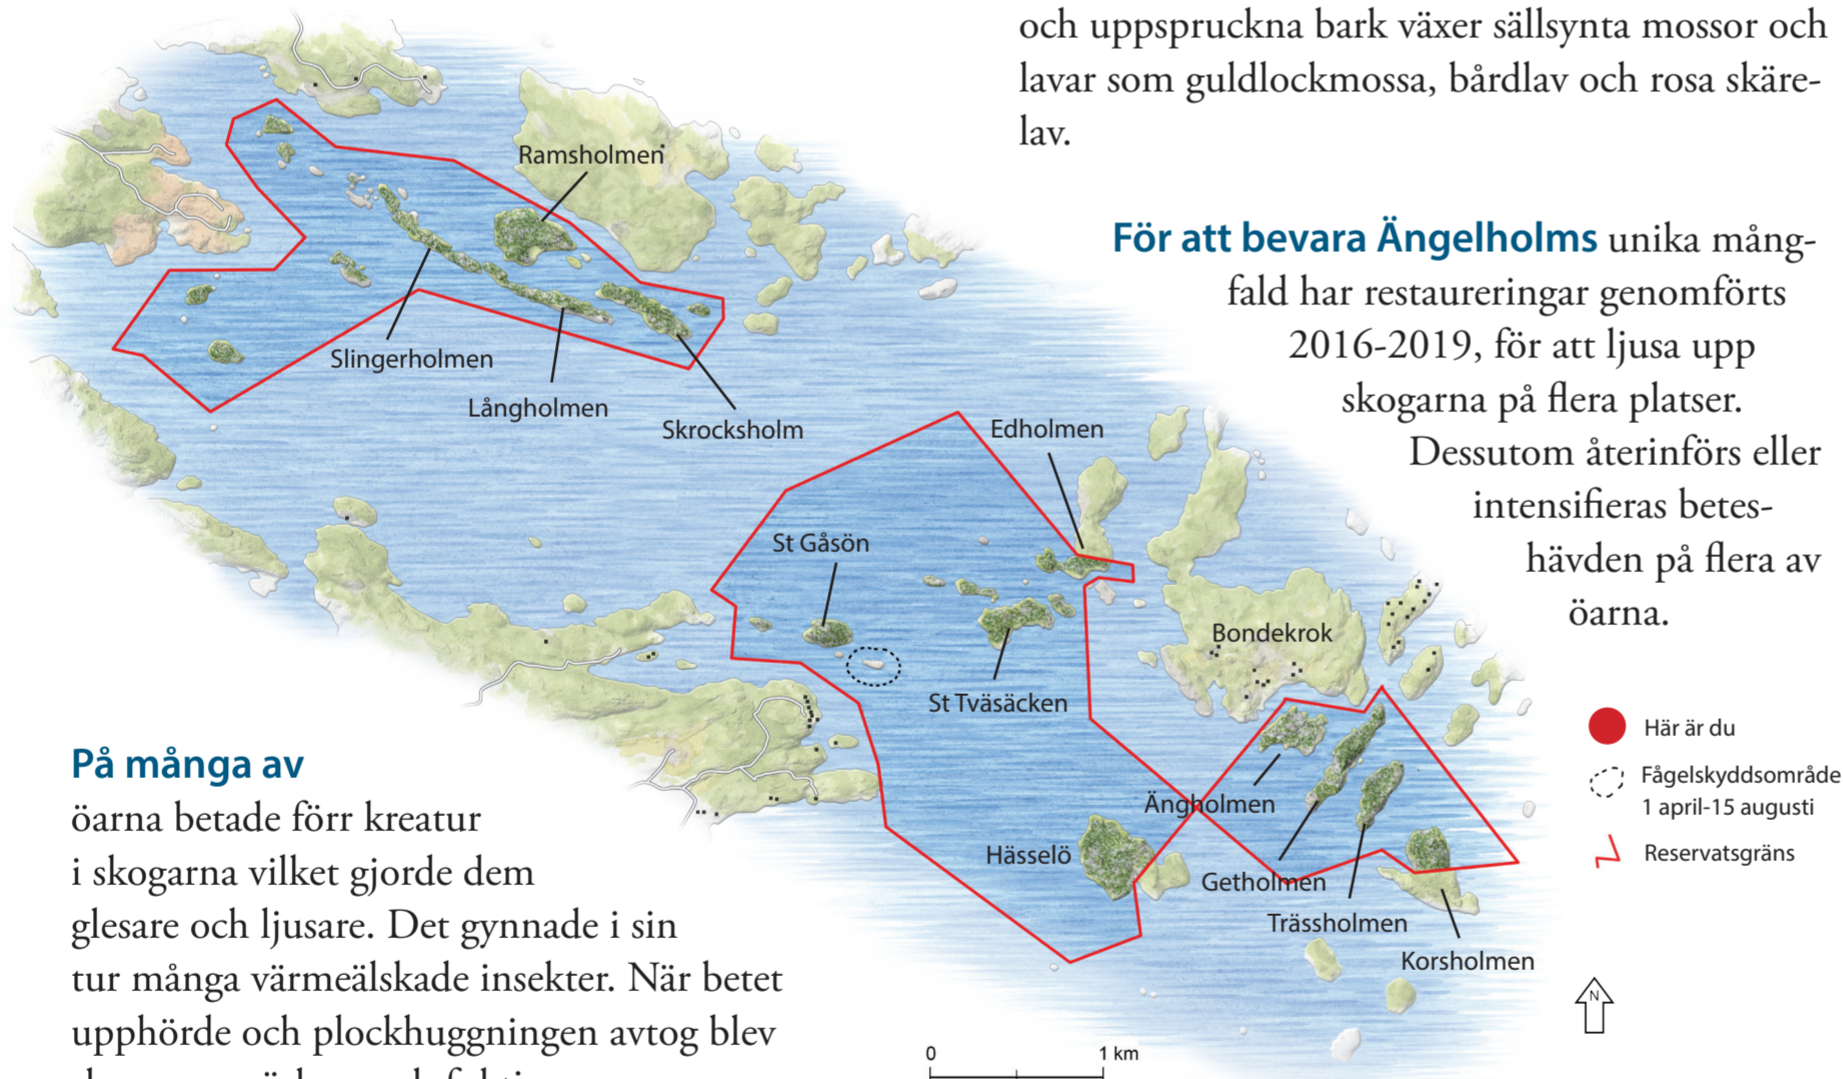 och uppspruckna bark växer sällsynta mossor och
lavar som guldlockmossa, bårdlav och rosa skäre-
lav.
För att bevara Ängelholms unika mång-
fald har restaureringar genomförts
2016-2019, för att ljusa upp
skogarna på flera platser.
Dessutom återinförs eller
intensifieras betes-
hävden på flera av
öarna.
Ramsholmen
Slingerholmen
Långholmen
Skrocksholm
Edholmen
St Gåsön
Bondekrok
St Tväsäcken
Ängholmen
Hässelö
Getholmen
Trässholmen
Korsholmen
Här är du
Fågelskyddsområde
1 april-15 augusti
Reservatsgräns
N
0 1 km
På många av
öarna betade förr kreatur
i skogarna vilket gjorde dem
glesare och ljusare. Det gynnade i sin
tur många värmeälskade insekter. När betet
upphörde och plockhuggningen avtog blev